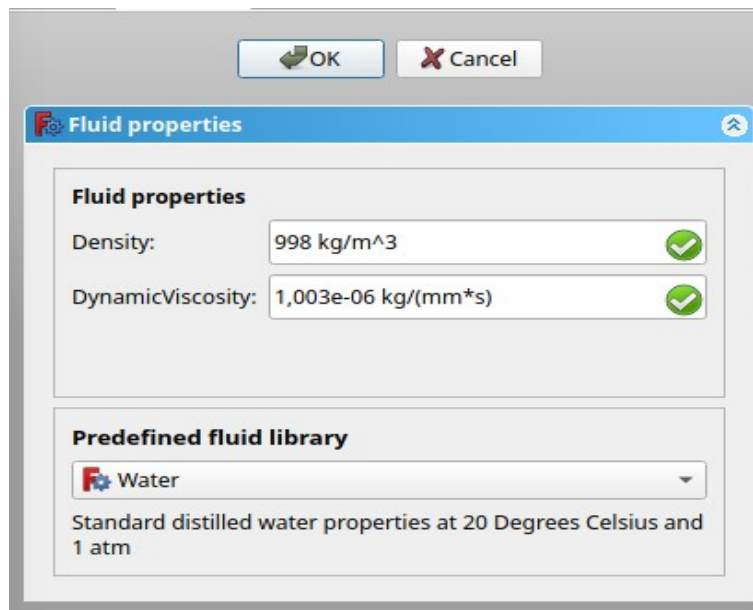 OK Cancel
Fluid properties
Fluid properties
Density: 998 kg/m^3
DynamicViscosity: 1,003e-06 kg/(mm*s)
Predefined fluid library
Water
Standard distilled water properties at 20 Degrees Celsius and
1 atm